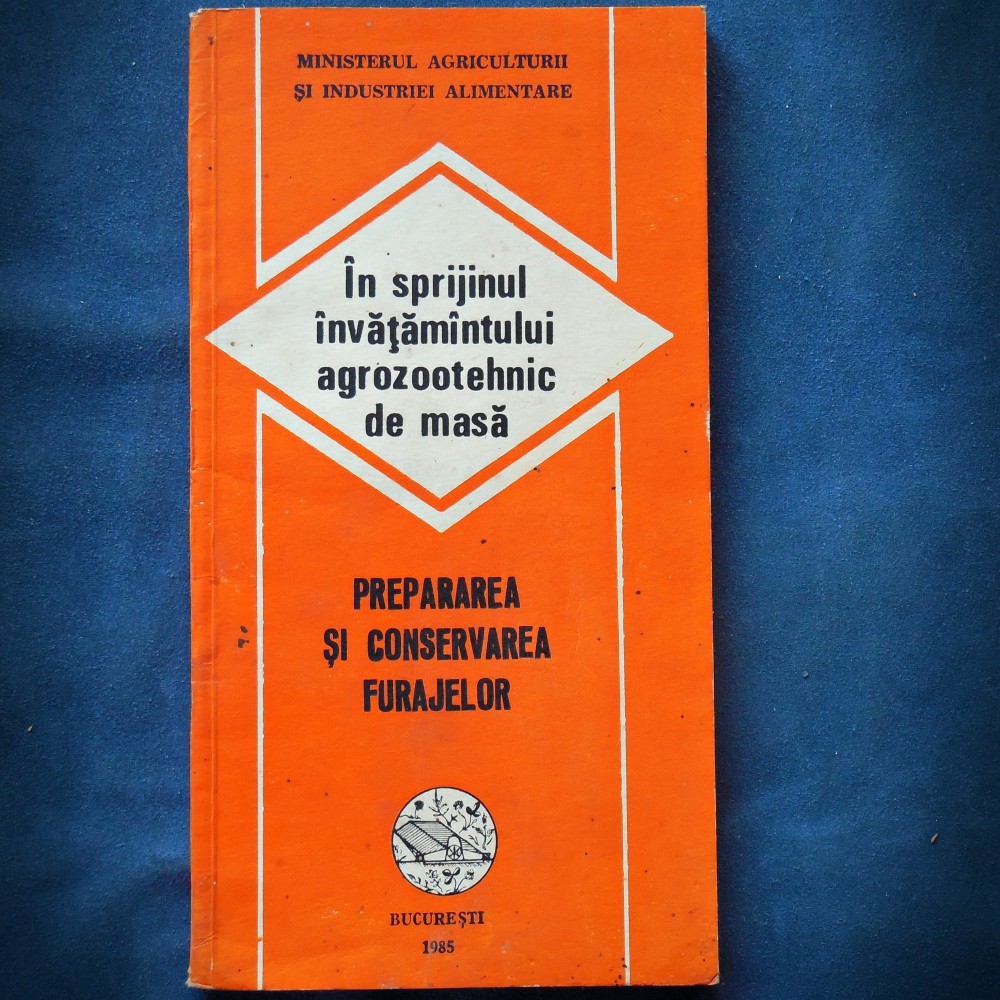 MINISTERUL AGRICULTURII
ŞI INDUSTRIEI ALIMENTARE
În sprijinul
învăţămîntului
agrozootehnic
de masă
PREPARAREA
ŞI CONSERVAREA
FURAJELOR
BUCUREŞTI
1985